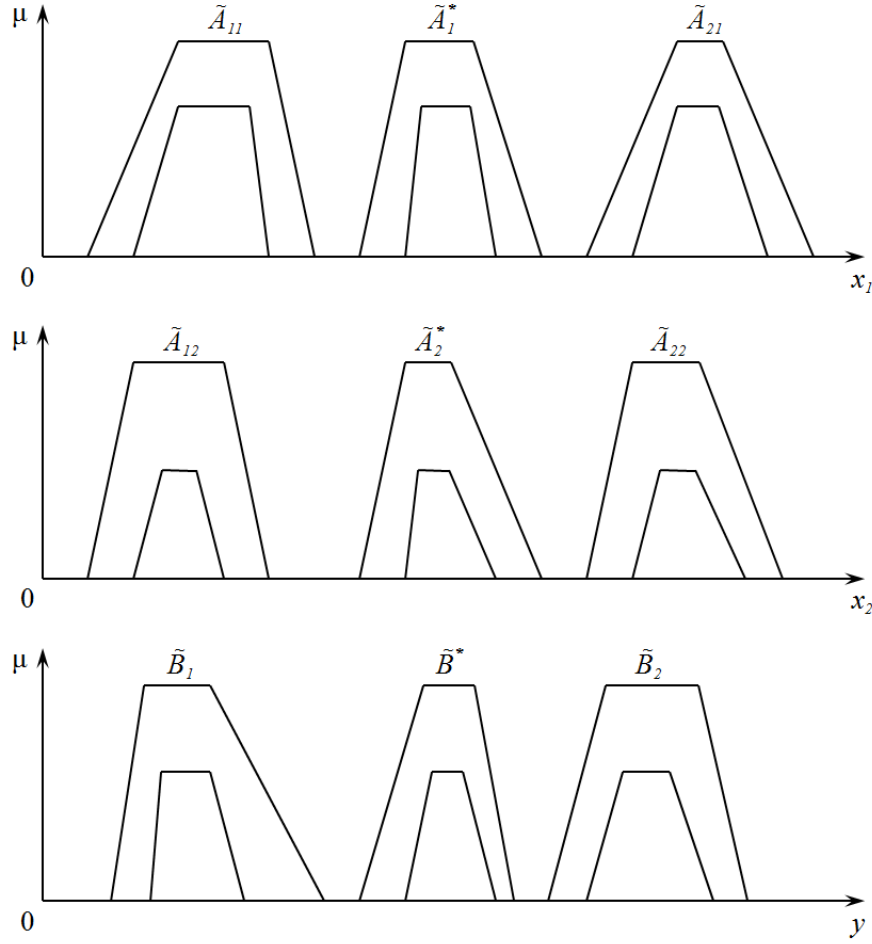 μ Ã₁₁ Ã₁* Ã₂₁
0 x₁
μ Ã₁₂ Ã₂* Ã₂₂
0 x₂
μ B̃₁ B̃* B̃₂
0 y